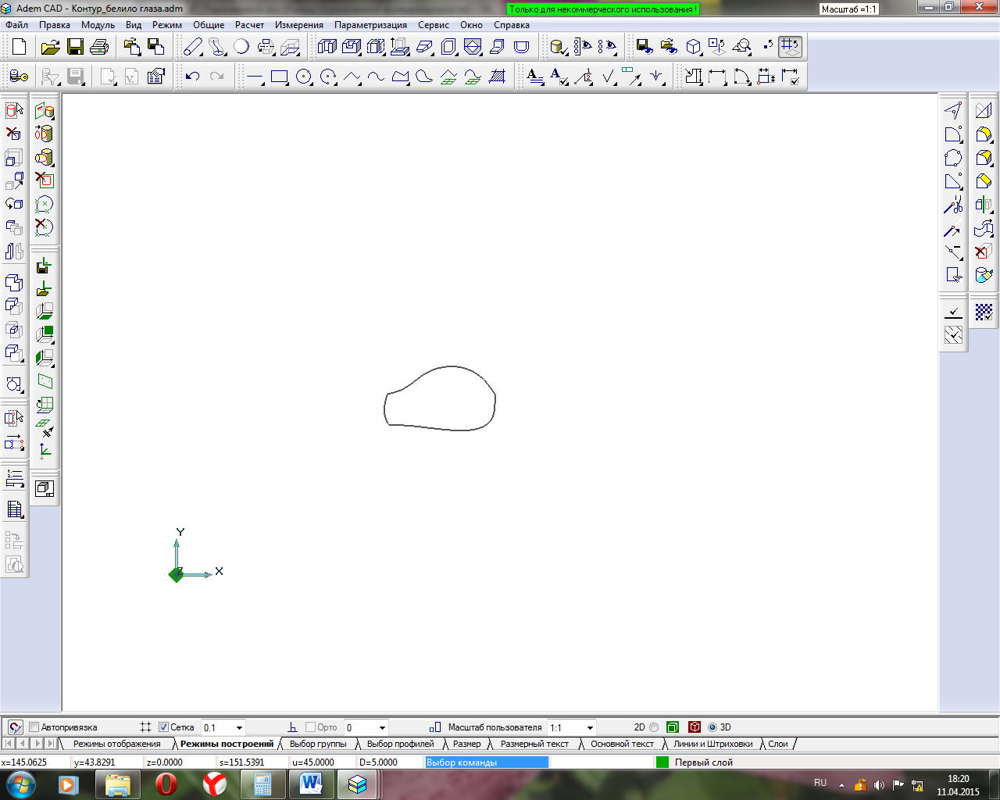 Adem CAD - Контур_белило глаза.adm
Только для некоммерческого использования !
Масштаб =1:1
Файл Правка Модуль Вид Режим Общие Расчет Измерения Параметризация Сервис Окно Справка
Y
Z
X
Автопривязка Сетка 0.1 Орто 0 Масштаб пользователя 1:1 2D 3D
Режимы отображения Режимы построений Выбор группы Выбор профилей Размер Размерный текст Основной текст Линии и Штриховки Слои
x=145.0625 y=43.8291 z=0.0000 s=151.5391 u=45.0000 D=5.0000 Выбор команды Первый слой
RU 18:20
11.04.2015